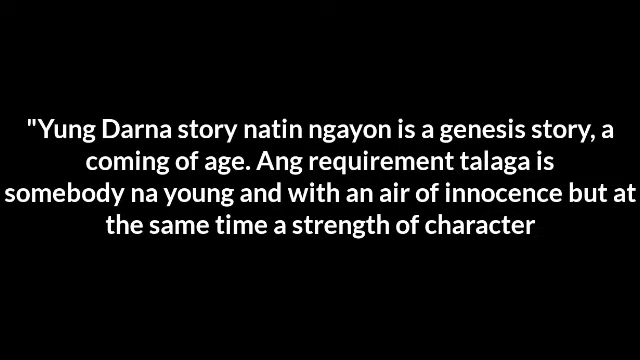 "Yung Darna story natin ngayon is a genesis story, a
coming of age. Ang requirement talaga is
somebody na young and with an air of innocence but at
the same time a strength of character